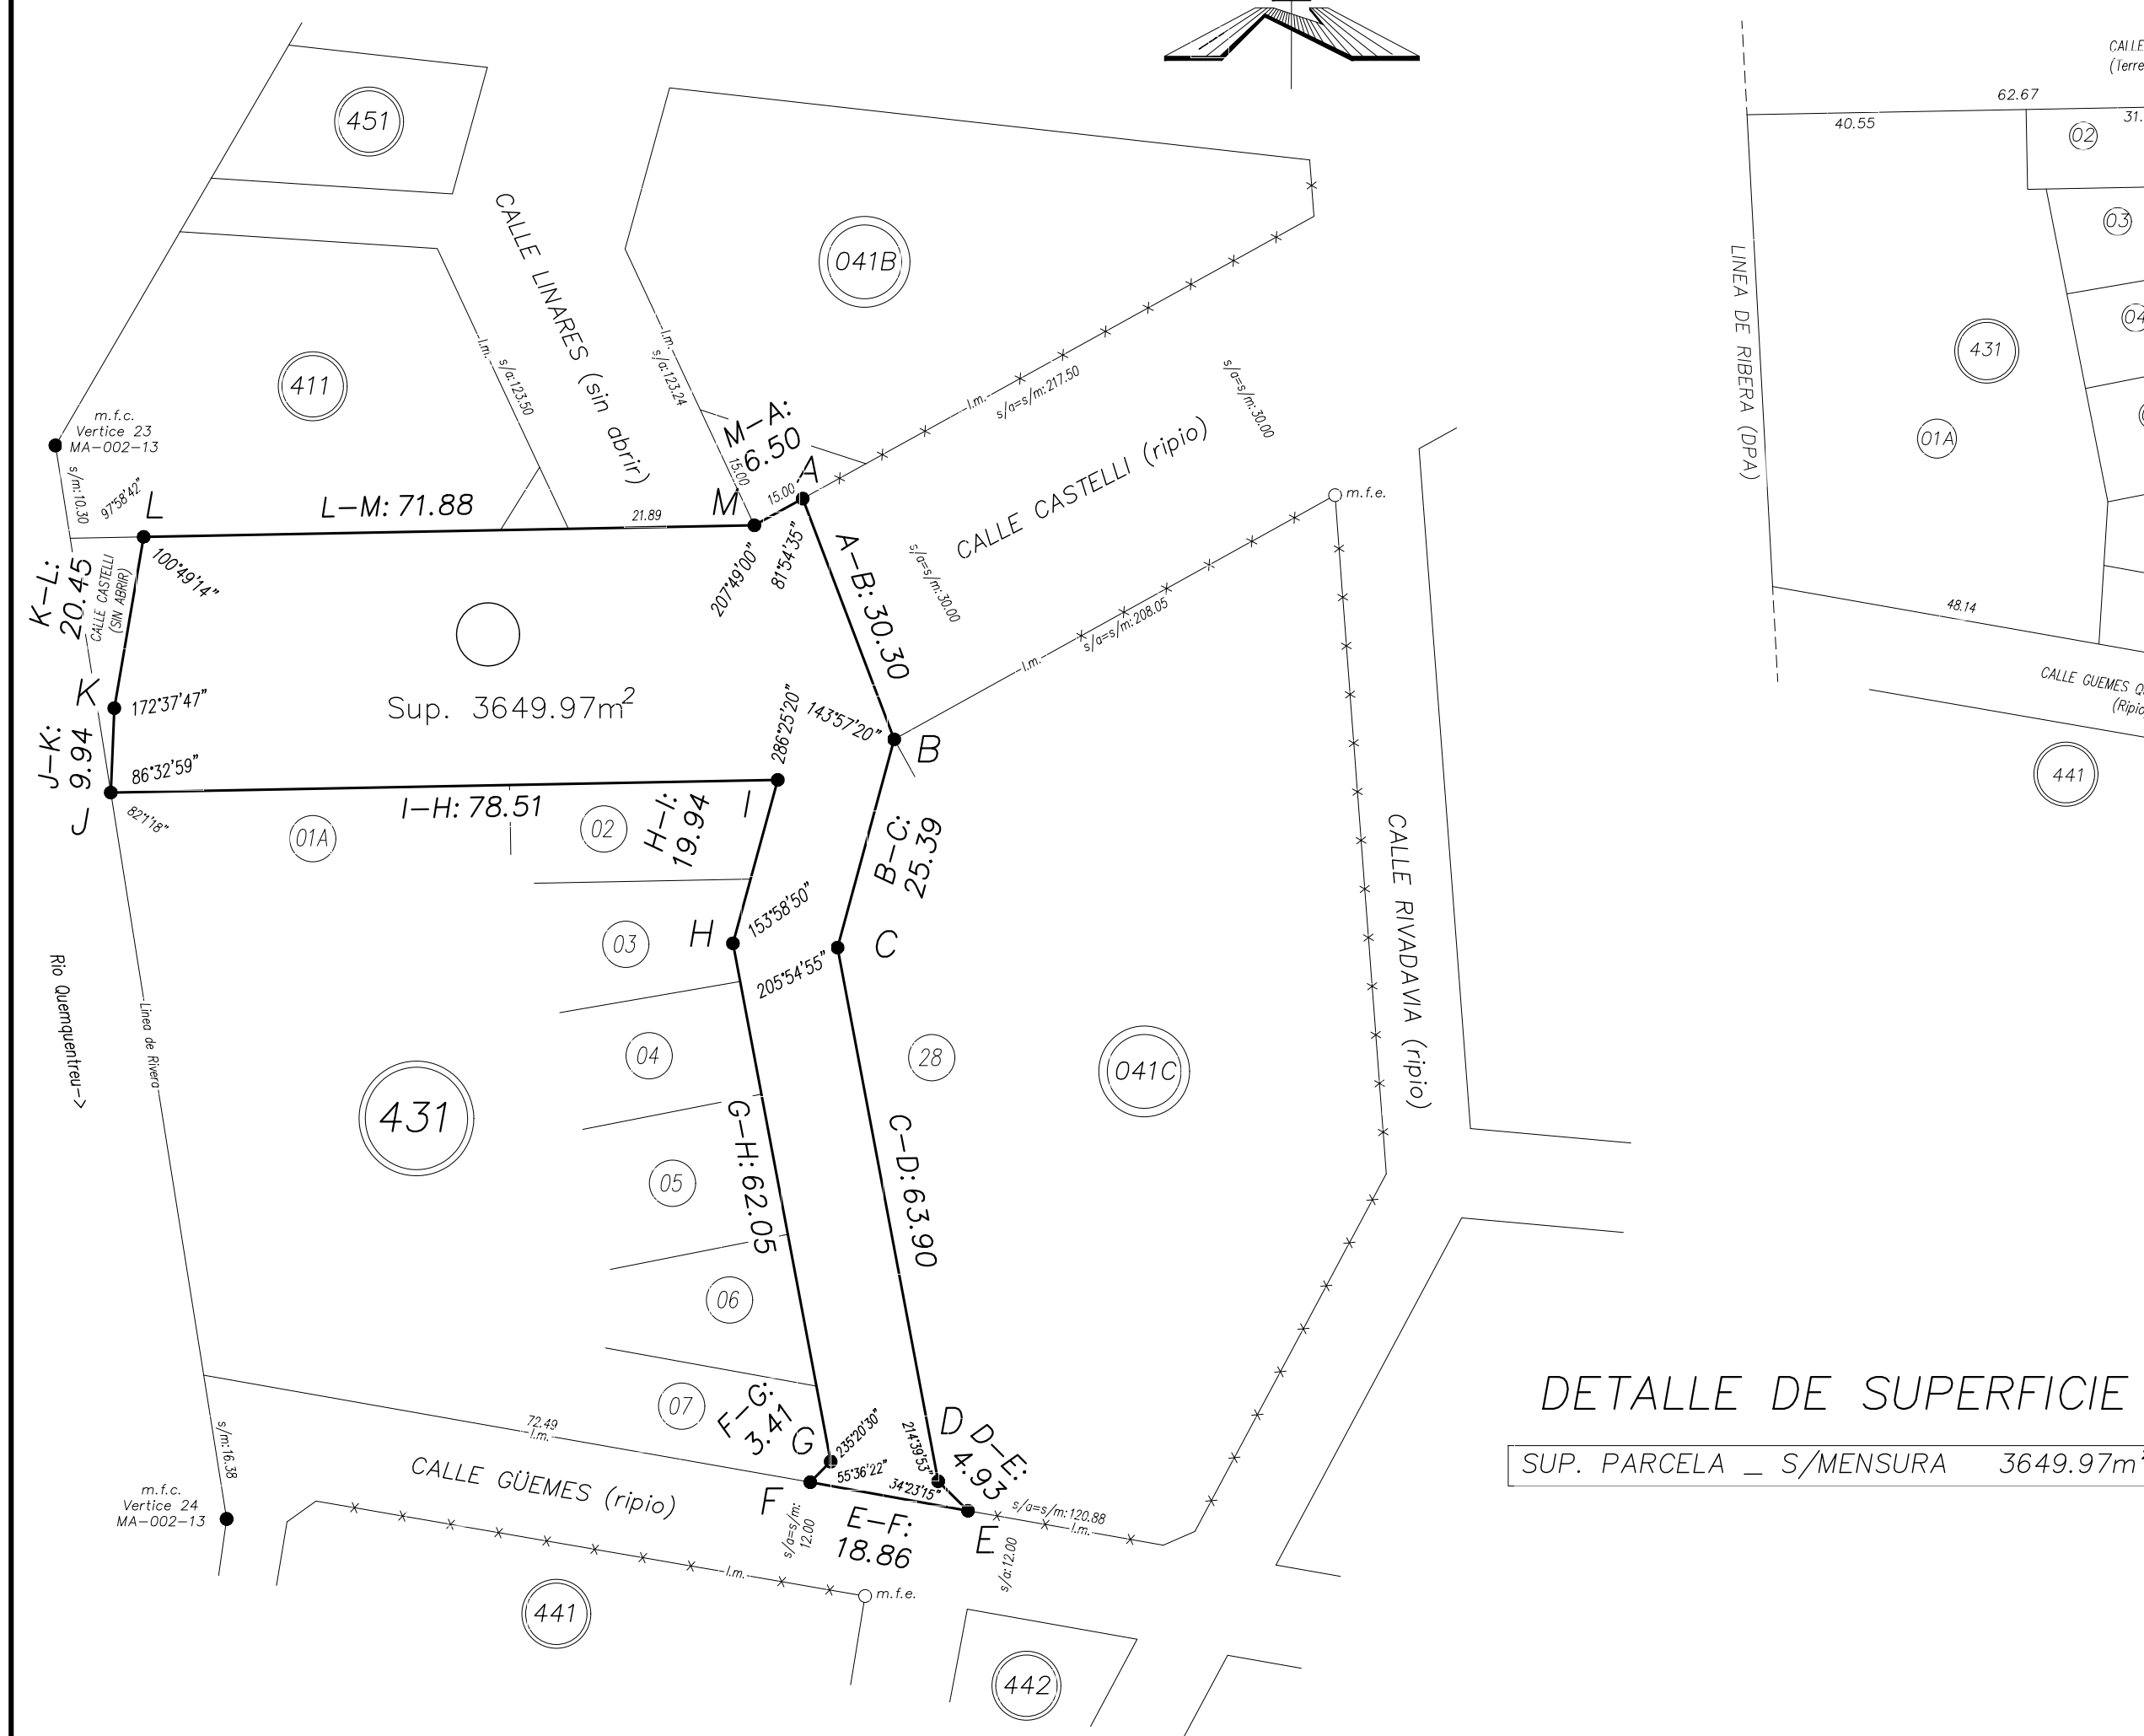 451
041B
CALLE LINARES (sin abrir)
411
l.m.
s/a:123.50
l.m.
s/a:123.24
m.f.c.
Vertice 23
MA-002-13
s/m:10.30
97°58'42"
L
L-M: 71.88
21.89
M
15.00
M-A:
6.50
15.00
A
l.m.
s/a=s/m:217.50
s/a=s/m:30.00
CALLE CASTELLI (ripio)
s/a=s/m:30.00
m.f.e.
l.m.
s/a=s/m:208.05
K-L:
20.45
CALLE CASTELLI
(SIN ABRIR)
100°49'14"
207°49'00"
81°54'35"
A-B: 30.30
Sup. 3649.97m2
K
172°37'47"
J-K:
9.94
86°32'59"
J
82°1'18"
I-H: 78.51
I
286°25'20"
143°57'20"
B
01A
02
H-I:
19.94
B-C:
25.39
H
153°58'50"
205°54'55"
C
03
04
05
06
07
28
041C
CALLE RIVADAVIA (ripio)
Rio Quemquentreu->
Linea de Rivera
431
G-H: 62.05
C-D: 63.90
F-G:
3.41
G
235°20'30"
55°36'22"
214°39'53"
34°23'15"
D
D-E:
4.93
72.49
l.m.
CALLE GÜEMES (ripio)
s/m:16.38
m.f.c.
Vertice 24
MA-002-13
F
s/a=s/m:
12.00
E-F:
18.86
E
s/a=s/m:120.88
l.m.
s/a:12.00
l.m.
m.f.e.
441
442
62.67
40.55
02
03
LINEA DE RIBERA (DPA)
431
01A
48.14
CALLE GUEMES
441
DETALLE DE SUPERFICIE
SUP. PARCELA _ S/MENSURA 3649.97m